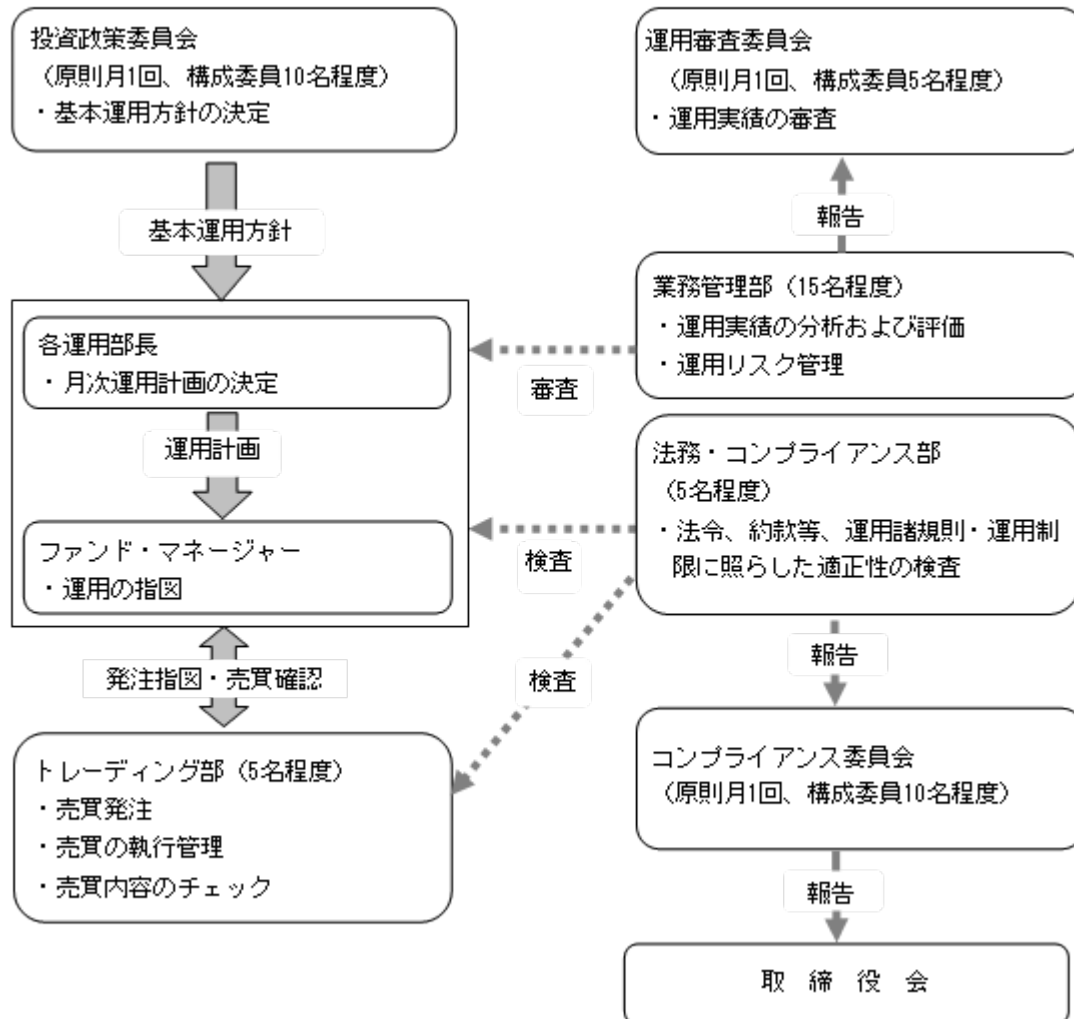 投資政策委員会
（原則月1回、構成委員10名程度）
・基本運用方針の決定
基本運用方針
各運用部長
・月次運用計画の決定
運用計画
ファンド・マネージャー
・運用の指図
発注指図・売買確認
トレーディング部（5名程度）
・売買発注
・売買の執行管理
・売買内容のチェック
運用審査委員会
（原則月1回、構成委員5名程度）
・運用実績の審査
報告
業務管理部（15名程度）
・運用実績の分析および評価
・運用リスク管理
審査
法務・コンプライアンス部
（5名程度）
・法令、約款等、運用諸規則・運用制
限に照らした適正性の検査
検査
検査
報告
コンプライアンス委員会
（原則月1回、構成委員10名程度）
報告
取 締 役 会